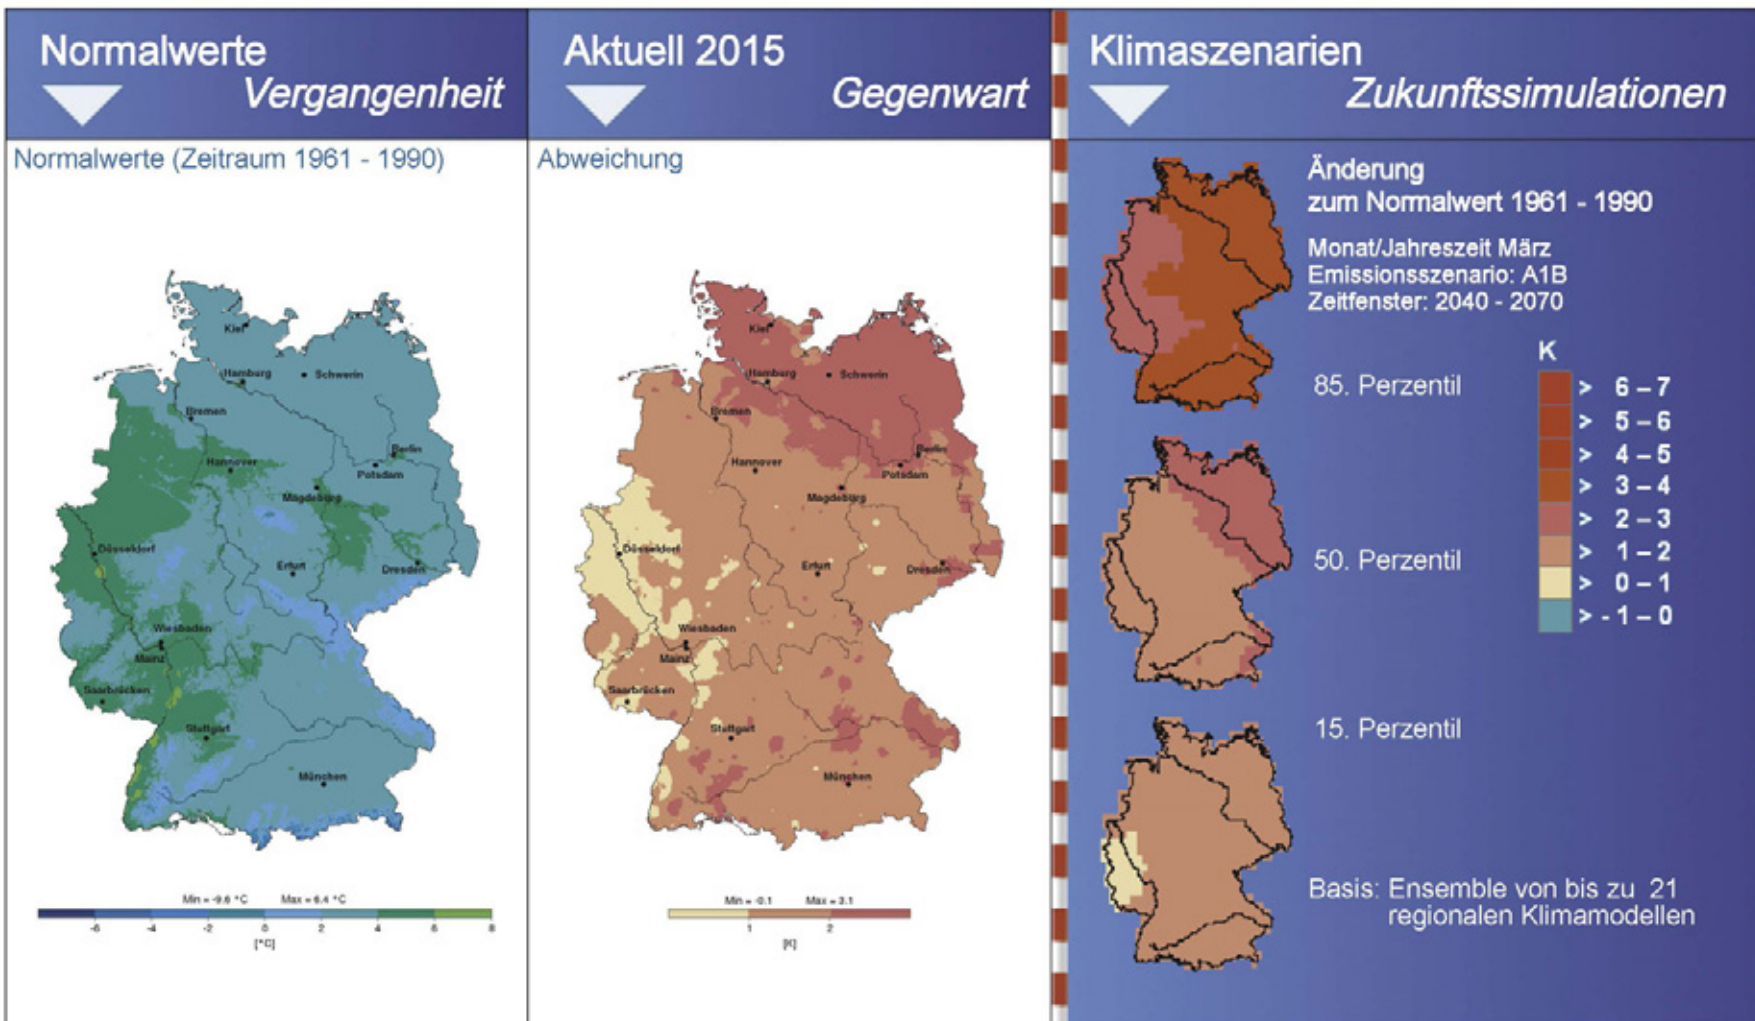 Normalwerte
Vergangenheit
Normalwerte (Zeitraum 1961 - 1990)
Kiel
Hamburg
Schwerin
Bremen
Hannover
Berlin
Potsdam
Magdeburg
Düsseldorf
Erfurt
Dresden
Wiesbaden
Mainz
Saarbrücken
Stuttgart
München
Min = -9.6 °C Max = 6.4 °C
-6 -4 -2 0 2 4 6 8
[°C]
Aktuell 2015
Gegenwart
Abweichung
Kiel
Hamburg
Schwerin
Bremen
Hannover
Berlin
Potsdam
Magdeburg
Düsseldorf
Erfurt
Dresden
Wiesbaden
Mainz
Saarbrücken
Stuttgart
München
Min = -0.1 Max = 3.1
1 2
[K]
Klimaszenarien
Zukunftssimulationen
Änderung
zum Normalwert 1961 - 1990
Monat/Jahreszeit März
Emissionsszenario: A1B
Zeitfenster: 2040 - 2070
K
85. Perzentil
> 6 – 7
> 5 – 6
> 4 – 5
> 3 – 4
> 2 – 3
50. Perzentil
> 1 – 2
> 0 – 1
> - 1 – 0
15. Perzentil
Basis: Ensemble von bis zu 21
regionalen Klimamodellen